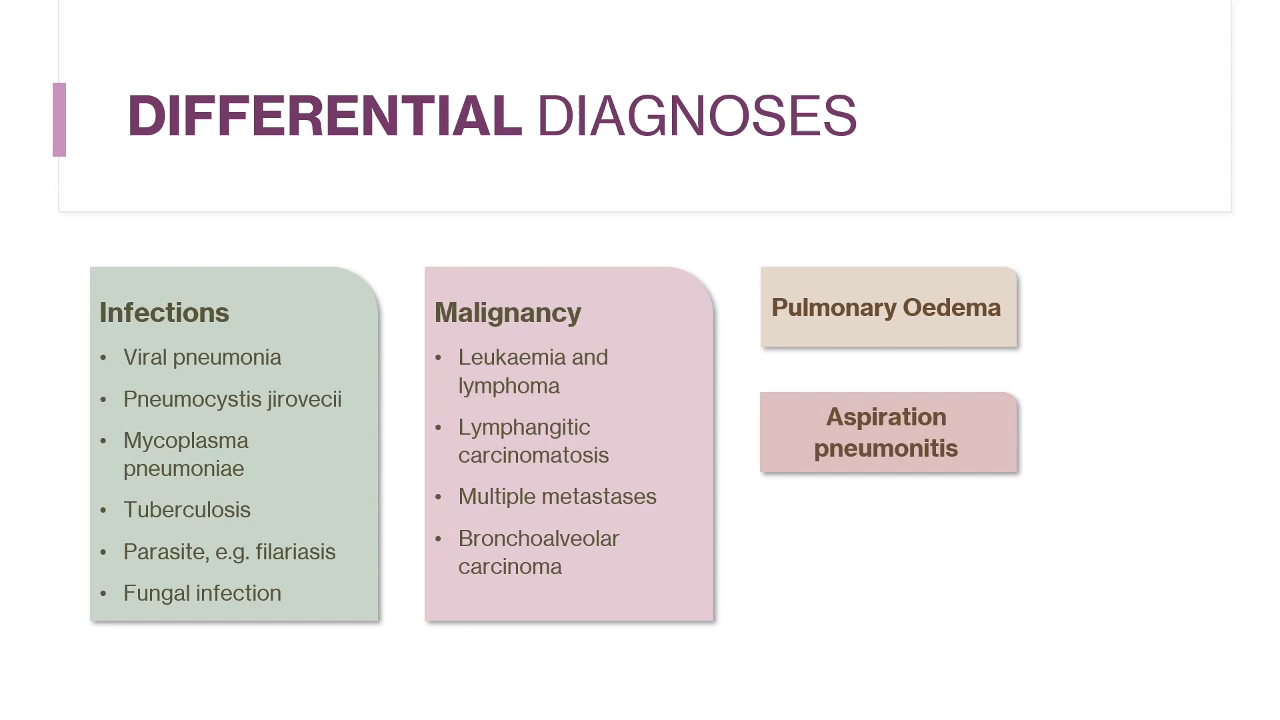 DIFFERENTIAL DIAGNOSES
Infections
• Viral pneumonia
• Pneumocystis jirovecii
• Mycoplasma
pneumoniae
• Tuberculosis
• Parasite, e.g. filariasis
• Fungal infection
Malignancy
• Leukaemia and
lymphoma
• Lymphangitic
carcinomatosis
• Multiple metastases
• Bronchoalveolar
carcinoma
Pulmonary Oedema
Aspiration
pneumonitis